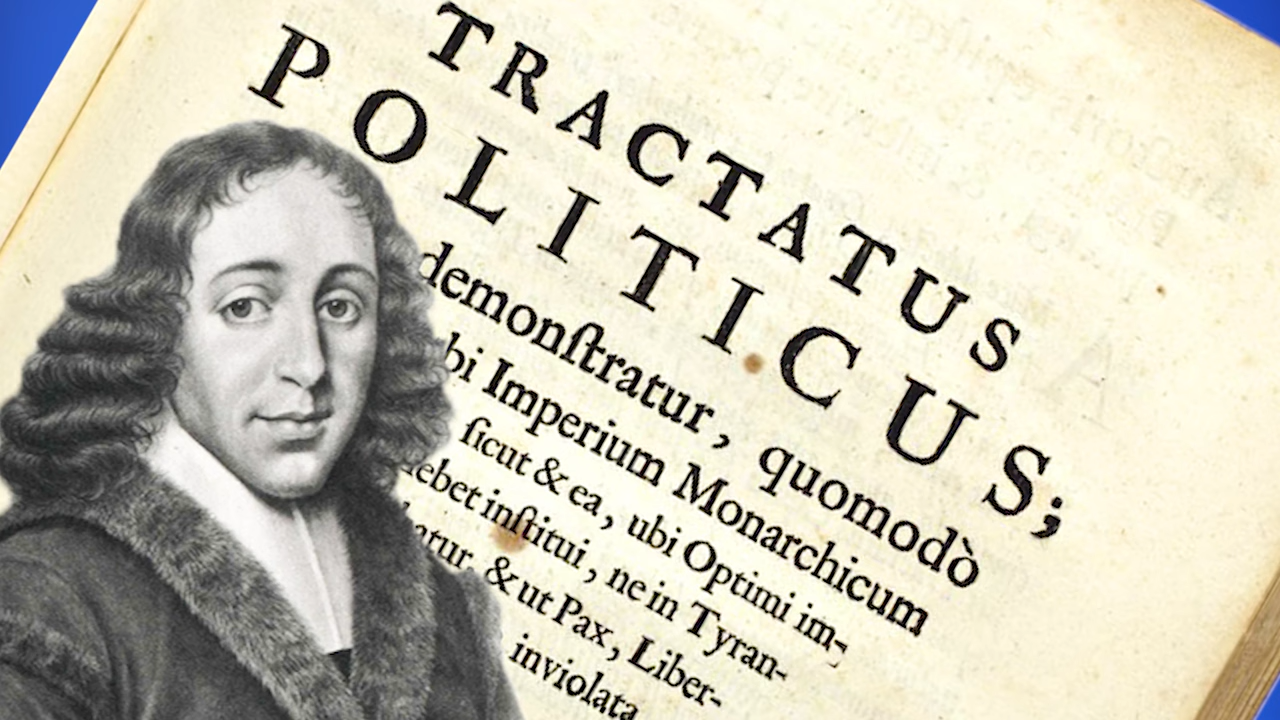 TRACTATUS
POLITICUS;
demonſtratur, quomodò
bi Imperium Monarchicum
ſicut & ea, ubi Optimi im-
ebet inſtitui, ne in Tyran-
atur, & ut Pax, Liber-
inviolata